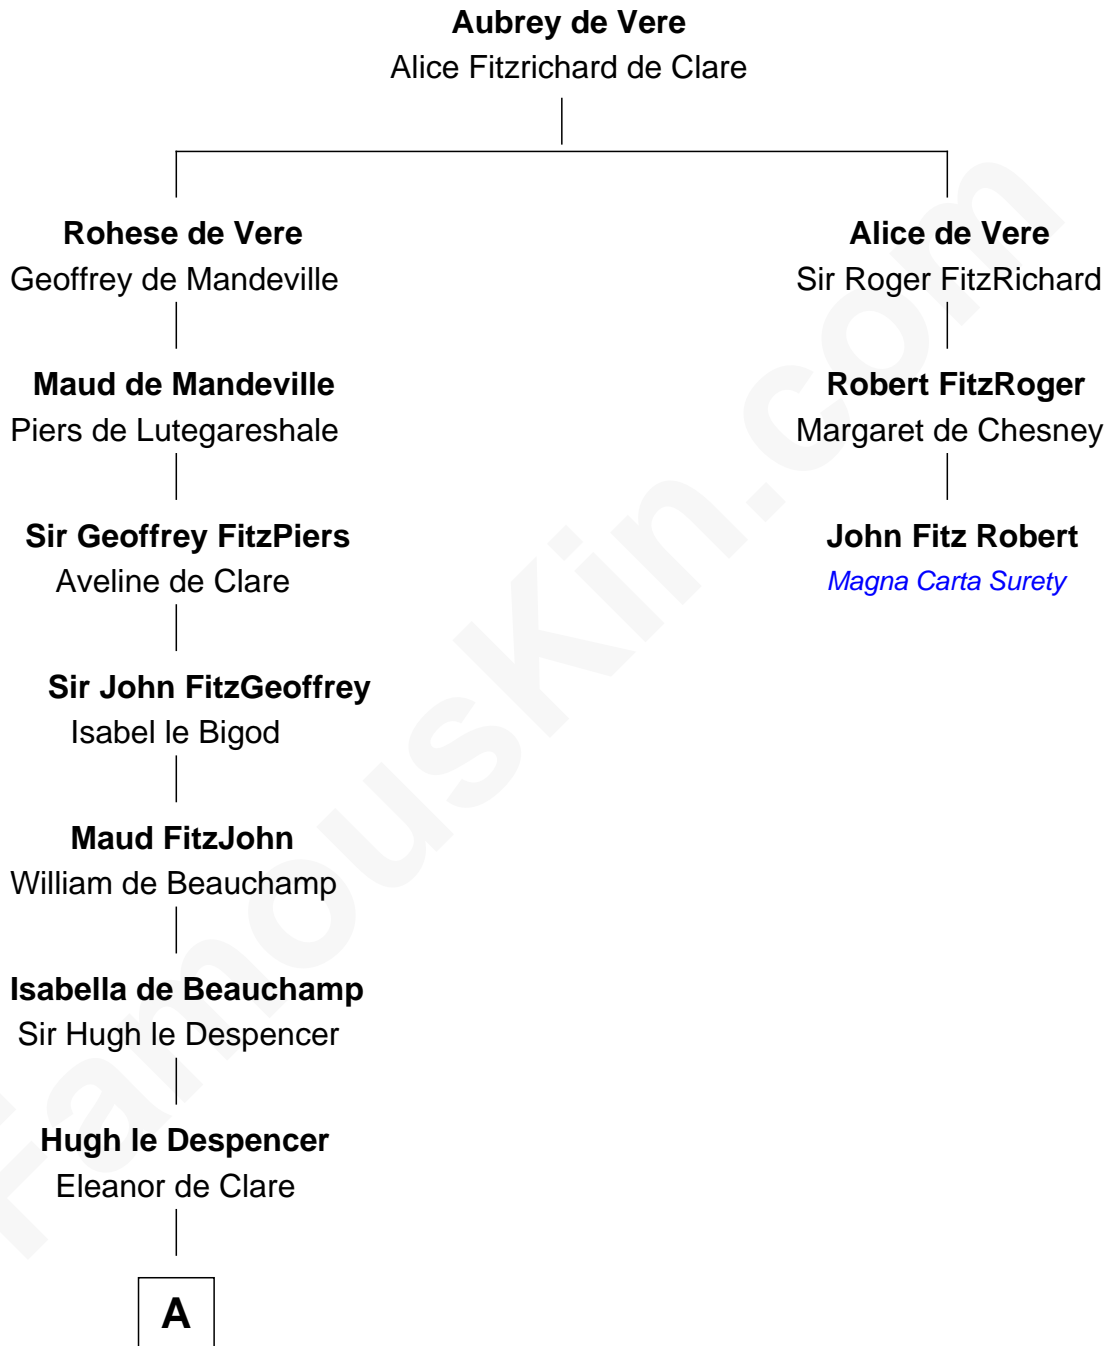 Aubrey de Vere
Alice Fitzrichard de Clare
Rohese de Vere
Geoffrey de Mandeville
Alice de Vere
Sir Roger FitzRichard
Maud de Mandeville
Piers de Lutegareshale
Robert FitzRoger
Margaret de Chesney
Sir Geoffrey FitzPiers
Aveline de Clare
John Fitz Robert
Magna Carta Surety
Sir John FitzGeoffrey
Isabel le Bigod
Maud FitzJohn
William de Beauchamp
Isabella de Beauchamp
Sir Hugh le Despencer
Hugh le Despencer
Eleanor de Clare
A
FamousKin.com